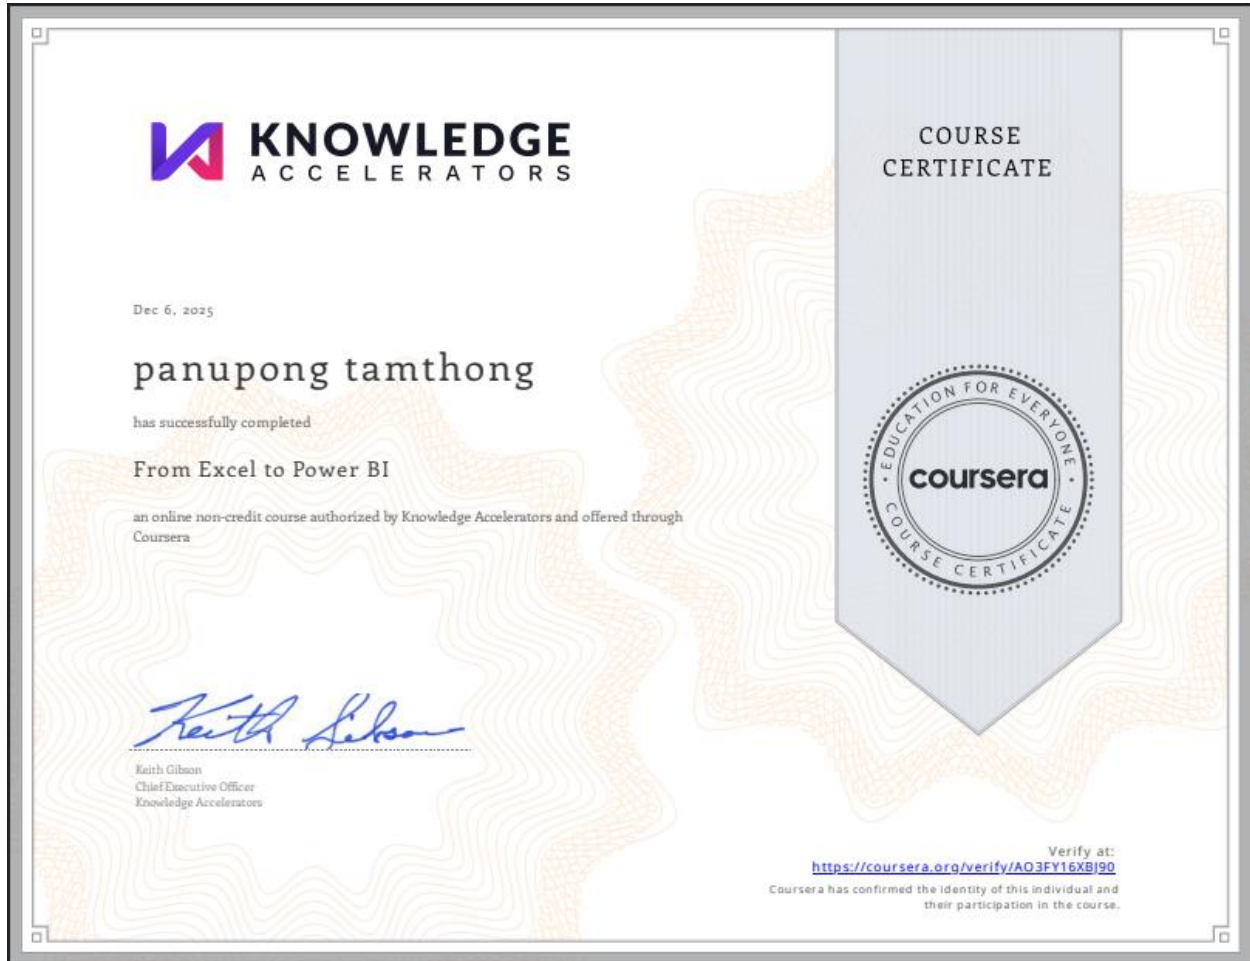 KNOWLEDGE
ACCELERATORS
COURSE
CERTIFICATE
Dec 6, 2025
panupong tamthong
has successfully completed
From Excel to Power BI
an online non-credit course authorized by Knowledge Accelerators and offered through
Coursera
EDUCATION FOR EVERYONE
coursera
COURSE CERTIFICATE
Keith Gibson
Keith Gibson
Chief Executive Officer
Knowledge Accelerators
Verify at:
https://coursera.org/verify/AO3FY16XBJ90
Coursera has confirmed the identity of this individual and
their participation in the course.